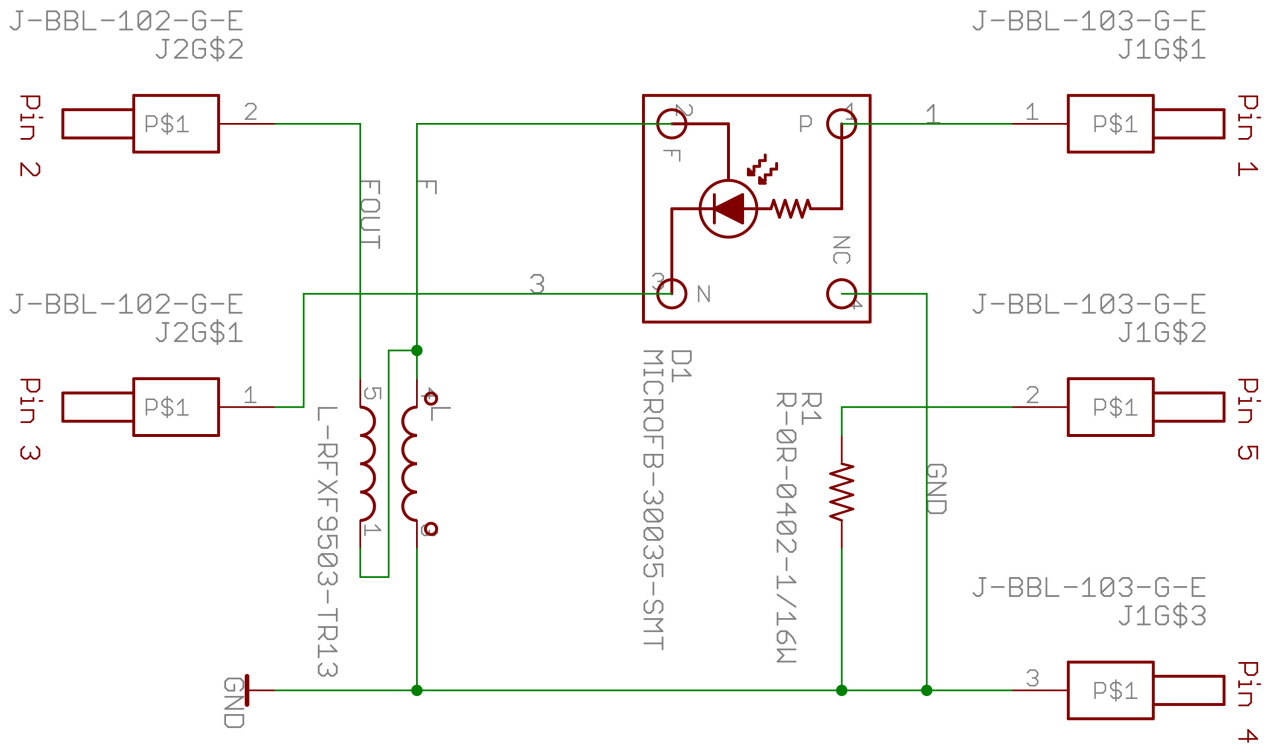 J-BBL-102-G-E
J2G$2
J-BBL-103-G-E
J1G$1
Pin 2
P$1
2
2
F
P
1
1
1
P$1
Pin 1
FOUT
F
NC
J-BBL-102-G-E
J2G$1
3
3
N
4
J-BBL-103-G-E
J1G$2
Pin 3
P$1
1
5
4
L
1
6
L-RFXF9503-TR13
D1
MICROFB-30035-SMT
R1
R-0R-0402-1/16W
GND
2
P$1
Pin 5
J-BBL-103-G-E
J1G$3
GND
3
P$1
Pin 4